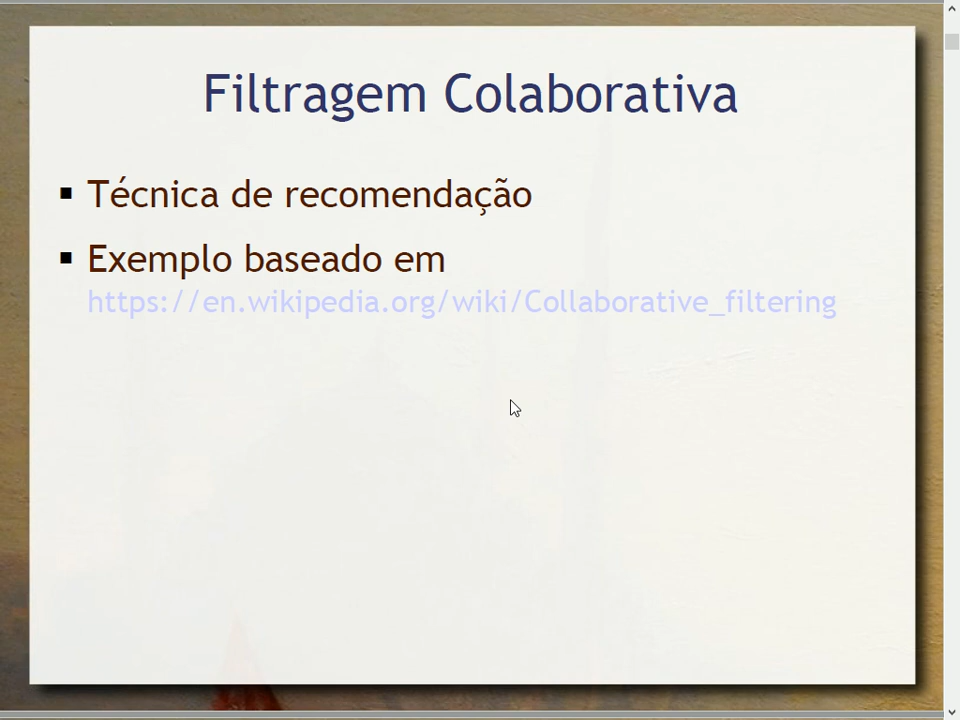 Filtragem Colaborativa
Técnica de recomendação
Exemplo baseado em
https://en.wikipedia.org/wiki/Collaborative_filtering